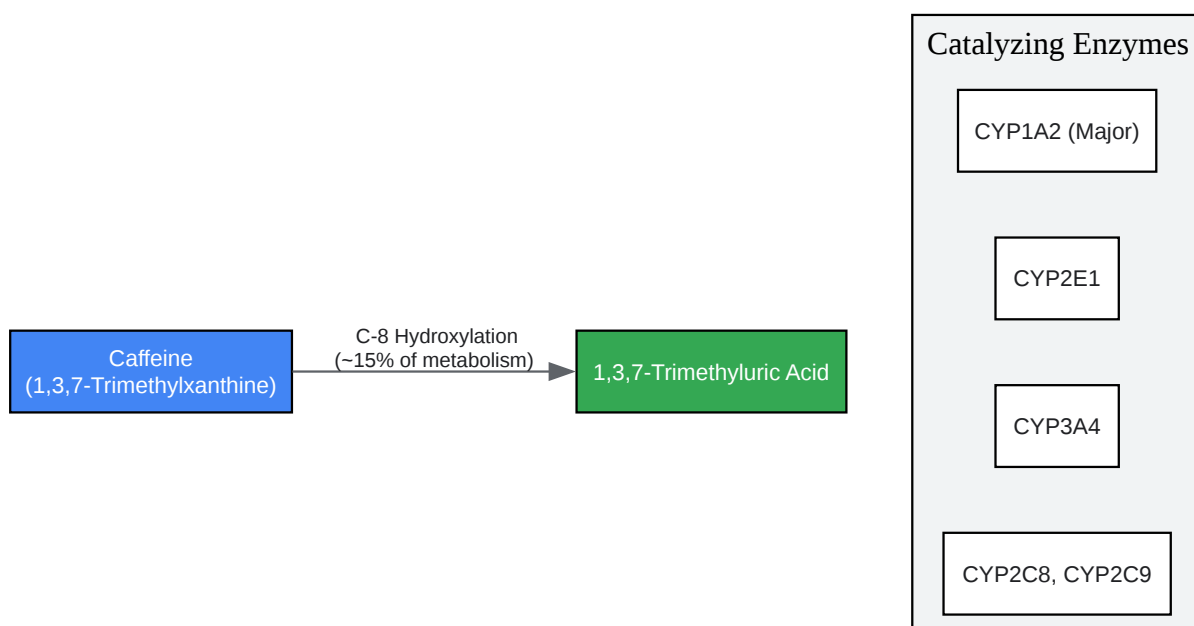 Catalyzing Enzymes
CYP1A2 (Major)
CYP2E1
C-8 Hydroxylation
(~15% of metabolism)
Caffeine
(1,3,7-Trimethylxanthine)
1,3,7-Trimethyluric Acid
CYP3A4
CYP2C8, CYP2C9